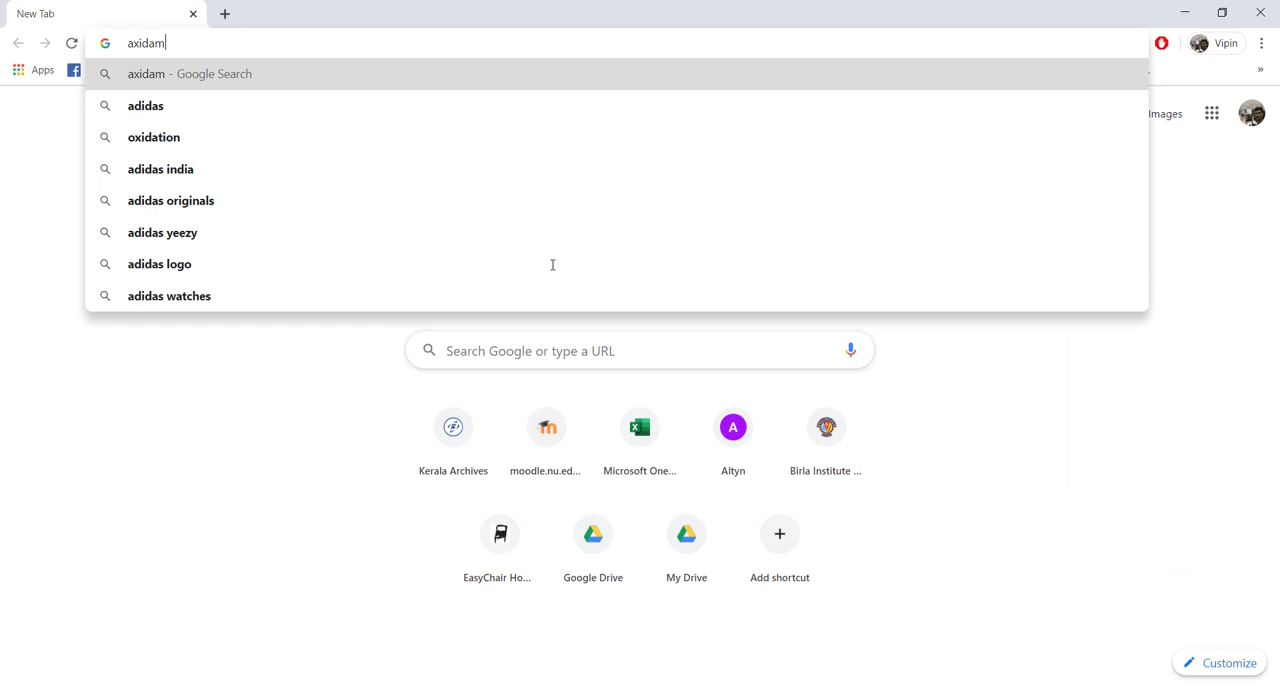 New Tab
axidam
Vipin
Apps
axidam - Google Search
adidas
oxidation
adidas india
adidas originals
adidas yeezy
adidas logo
adidas watches
Images
Search Google or type a URL
Kerala Archives
moodle.nu.ed...
Microsoft One...
Altyn
Birla Institute ...
EasyChair Ho...
Google Drive
My Drive
Add shortcut
Customize